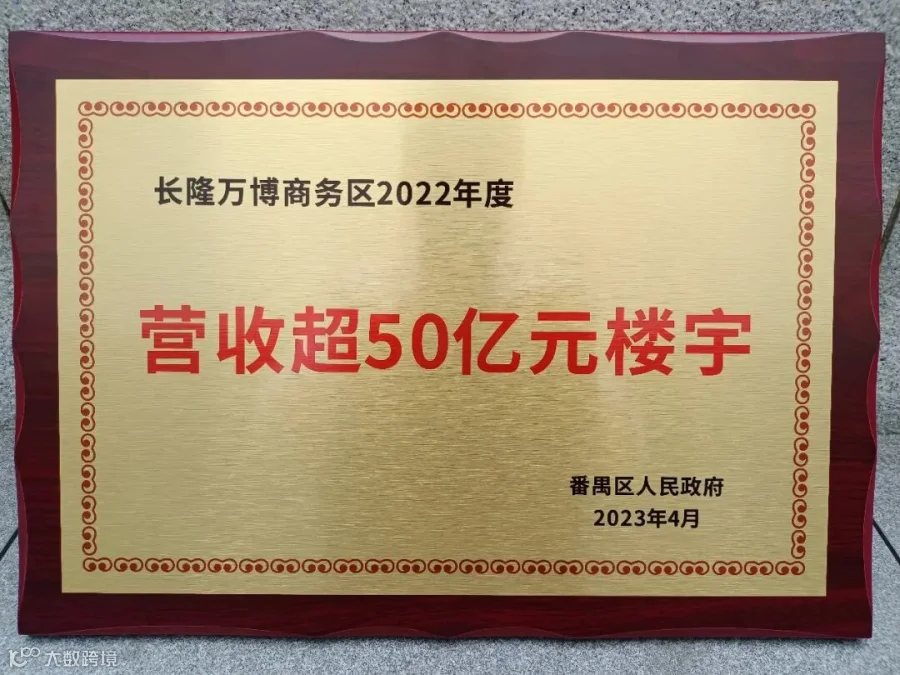 长隆万博商务区2022年度
营收超50亿元楼宇
番禺区人民政府
2023年4月
大数跨境